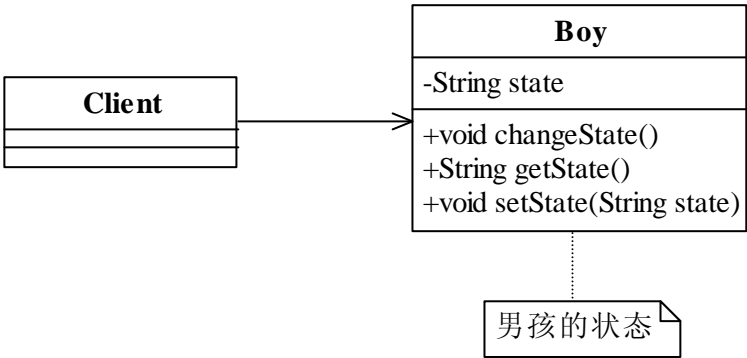 Client
Boy
-String state
+void changeState()
+String getState()
+void setState(String state)
男孩的状态